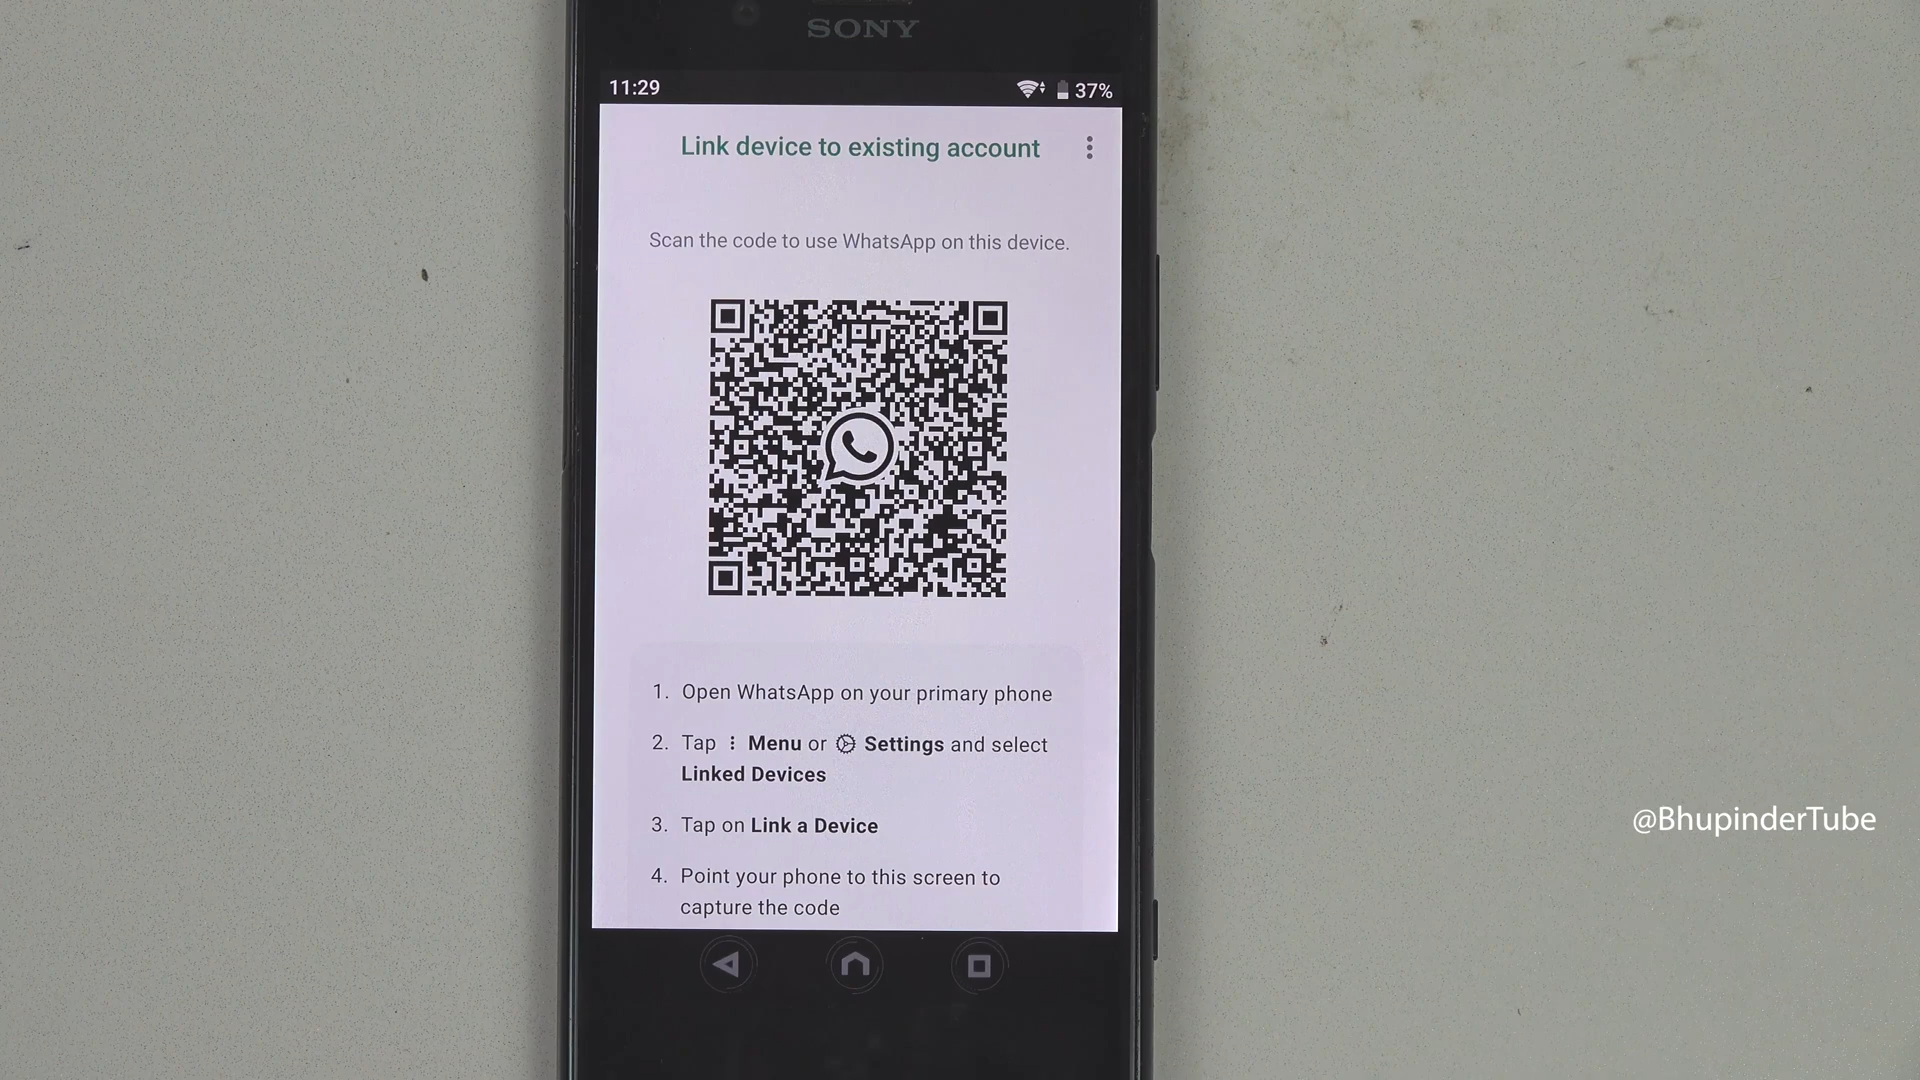 SONY
11:29
37%
Link device to existing account
Scan the code to use WhatsApp on this device.
1. Open WhatsApp on your primary phone
2. Tap Menu or Settings and select
Linked Devices
3. Tap on Link a Device
4. Point your phone to this screen to
capture the code
@BhupinderTube